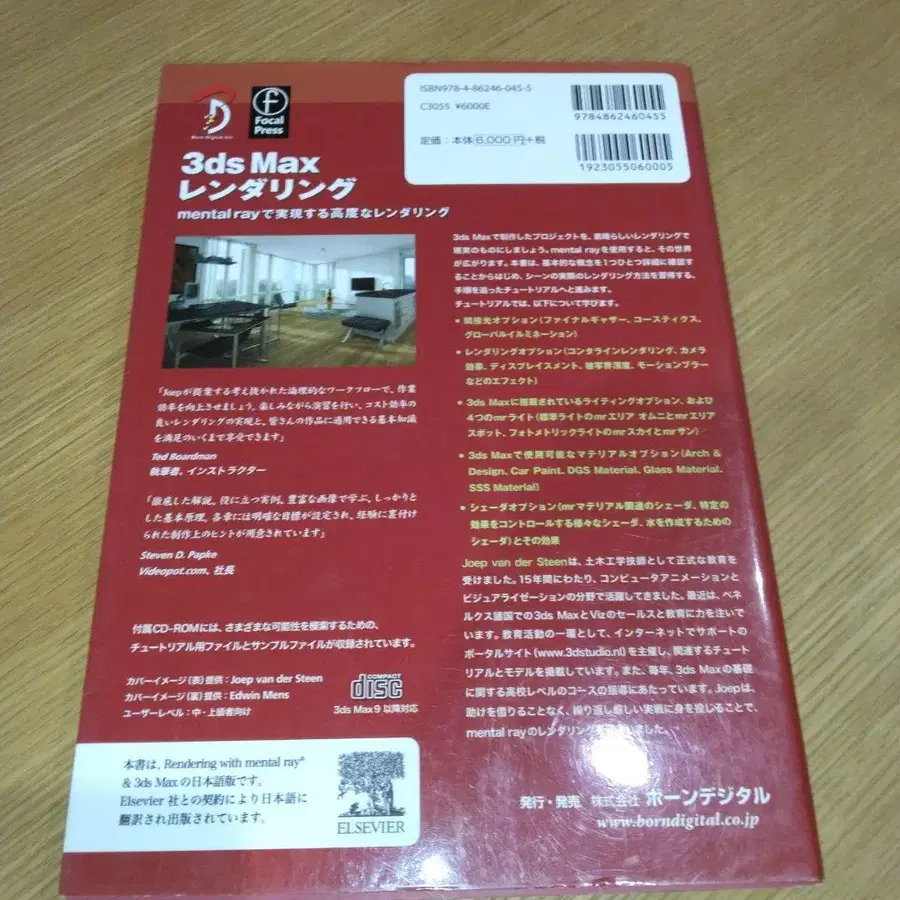 ISBN978-4-86246-045-5
C3055 ¥6000E
定価：本体6,000円+税
9784862460455
1923055060005
Born Digital, Inc.
f
Focal
Press
3ds Max
レンダリング
mental rayで実現する高度なレンダリング
「Joepが提案する考え抜かれた論理的なワークフローで、作業
効率を向上させましょう。楽しみながら演習を行い、コスト効率の
良いレンダリングの実現と、皆さんの作品に適用できる基本知識
を満足のいくまで享受できます」
Ted Boardman
執筆者、インストラクター
「徹底した解説。役に立つ実例。豊富な画像で学ぶ、しっかりと
した基本原理。各章には明確な目標が設定され、経験に裏付け
られた制作上のヒントが用意されています」
Steven D. Papke
Videopot.com、社長
付属CD-ROMには、さまざまな可能性を模索するための、
チュートリアル用ファイルとサンプルファイルが収録されています。
カバーイメージ（表）提供：Joep van der Steen
カバーイメージ（裏）提供：Edwin Mens
ユーザーレベル：中・上級者向け
COMPACT
disc
3ds Max9 以降対応
本書は、Rendering with mental ray®
& 3ds Maxの日本語版です。
Elsevier 社との契約により日本語に
翻訳され出版されています。
ELSEVIER
3ds Maxで制作したプロジェクトを、素晴らしいレンダリングで
現実のものにしましょう。mental rayを使用すると、その世界
が広がります。本書は、基本的な概念を1つひとつ詳細に確認す
ることからはじめ、シーンの実際のレンダリング方法を習得する、
手順を追ったチュートリアルへと進みます。
チュートリアルでは、以下について学びます。
• 間接光オプション（ファイナルギャザー、コースティクス、
グローバルイルミネーション）
• レンダリングオプション（コンタラインレンダリング、カメラ
効果、ディスプレイスメント、被写界深度、モーションブラー
などのエフェクト）
• 3ds Maxに搭載されているライティングオプション、および
4つのmrライト（標準ライトのmrエリア オムニとmrエリア
スポット、フォトメトリックライトのmrスカイとmrサン）
• 3ds Maxで使用可能なマテリアルオプション（Arch &
Design, Car Paint, DGS Material, Glass Material,
SSS Material）
• シェーダオプション（mrマテリアル関連のシェーダ、特定の
効果をコントロールする様々なシェーダ、水を作成するための
シェーダ）とその効果
Joep van der Steenは、土木工学技師として正式な教育を
受けました。15年間にわたり、コンピュータアニメーションと
ビジュアライゼーションの分野で活躍してきました。最近は、ベネ
ルクス諸国での3ds MaxとVizのセールスと教育に力を注いで
います。教育活動の一環として、インターネットでサポートの
ポータルサイト（www.3dstudio.nl）を主催し、関連するチュート
リアルとモデルを掲載しています。また、毎年、3ds Maxの基礎
に関する高校レベルのコースの指導にあたっています。Joepは、
助けを借りることなく、繰り返し厳しい実戦に身を投じることで、
mental rayのレンダリングを
発行・発売 株式会社 ボーンデジタル
www.borndigital.co.jp